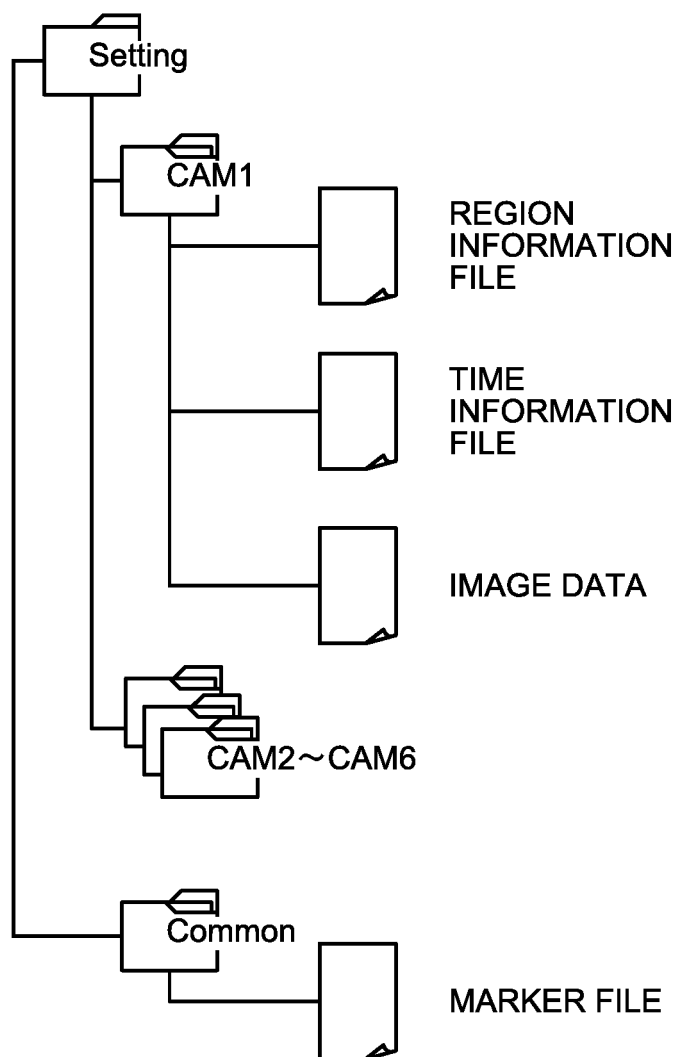 Setting
CAM1
REGION
INFORMATION
FILE
TIME
INFORMATION
FILE
IMAGE DATA
CAM2～CAM6
Common
MARKER FILE